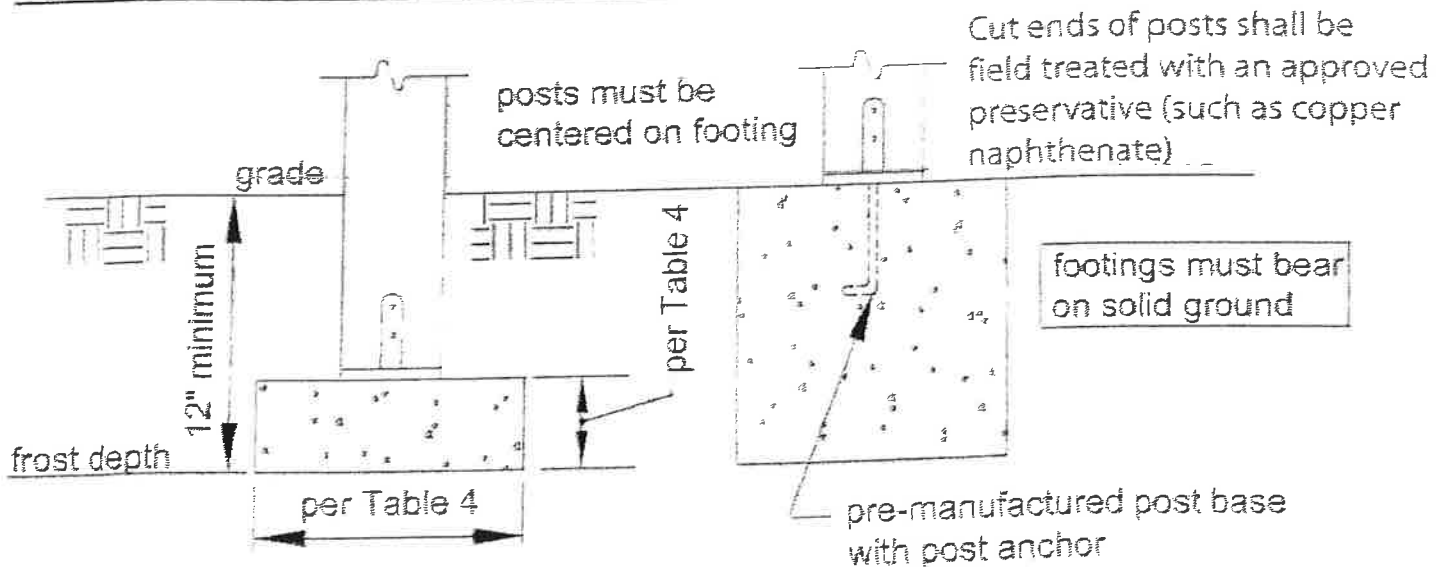 Cut ends of posts shall be
field treated with an approved
preservative (such as copper
naphthenate)
posts must be
centered on footing
grade
12" minimum
per Table 4
footings must bear
on solid ground
frost depth
per Table 4
pre-manufactured post base
with post anchor